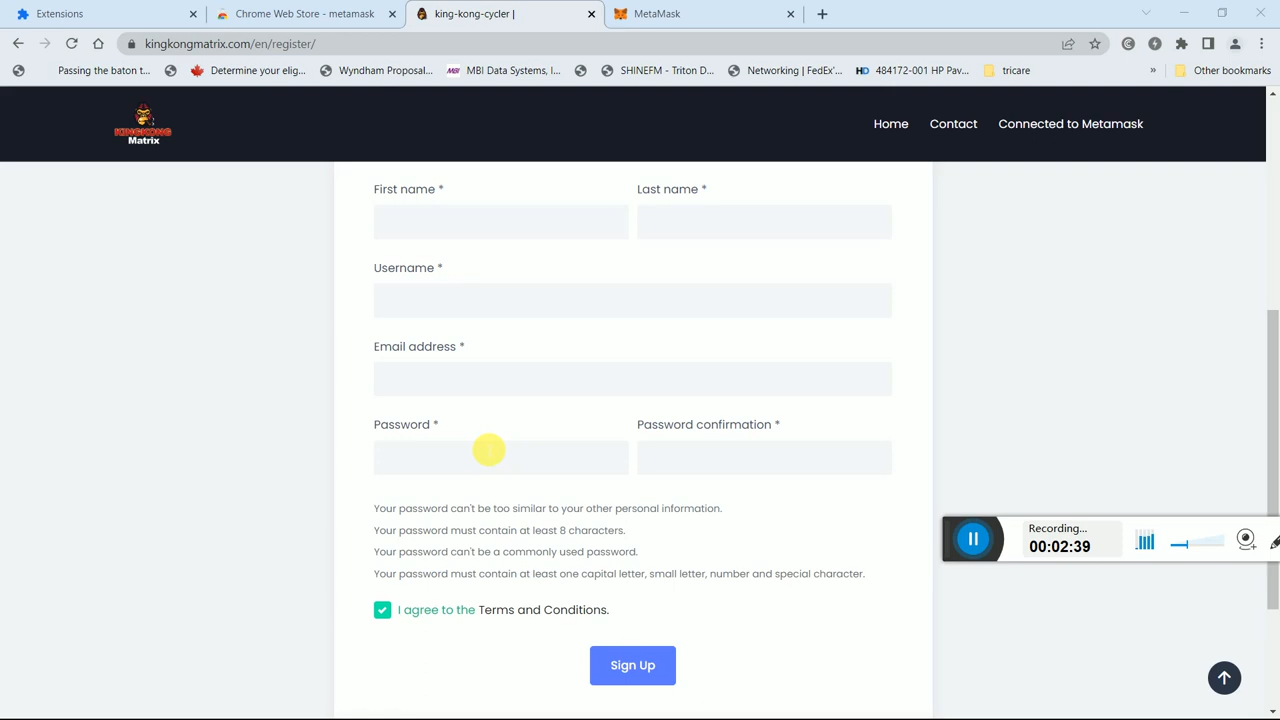 Extensions
Chrome Web Store - metamask
king-kong-cycler |
MetaMask
kingkongmatrix.com/en/register/
Passing the baton t...
Determine your elig...
Wyndham Proposal...
MBI MBI Data Systems, I...
SHINEFM - Triton D...
Networking | FedEx'...
HD 484172-001 HP Pav...
tricare
»
Other bookmarks
KINGKONG
Matrix
Home
Contact
Connected to Metamask
First name *
Last name *
Username *
Email address *
Password *
Password confirmation *
Your password can't be too similar to your other personal information.
Your password must contain at least 8 characters.
Your password can't be a commonly used password.
Your password must contain at least one capital letter, small letter, number and special character.
I agree to the Terms and Conditions.
Sign Up
Recording...
00:02:39